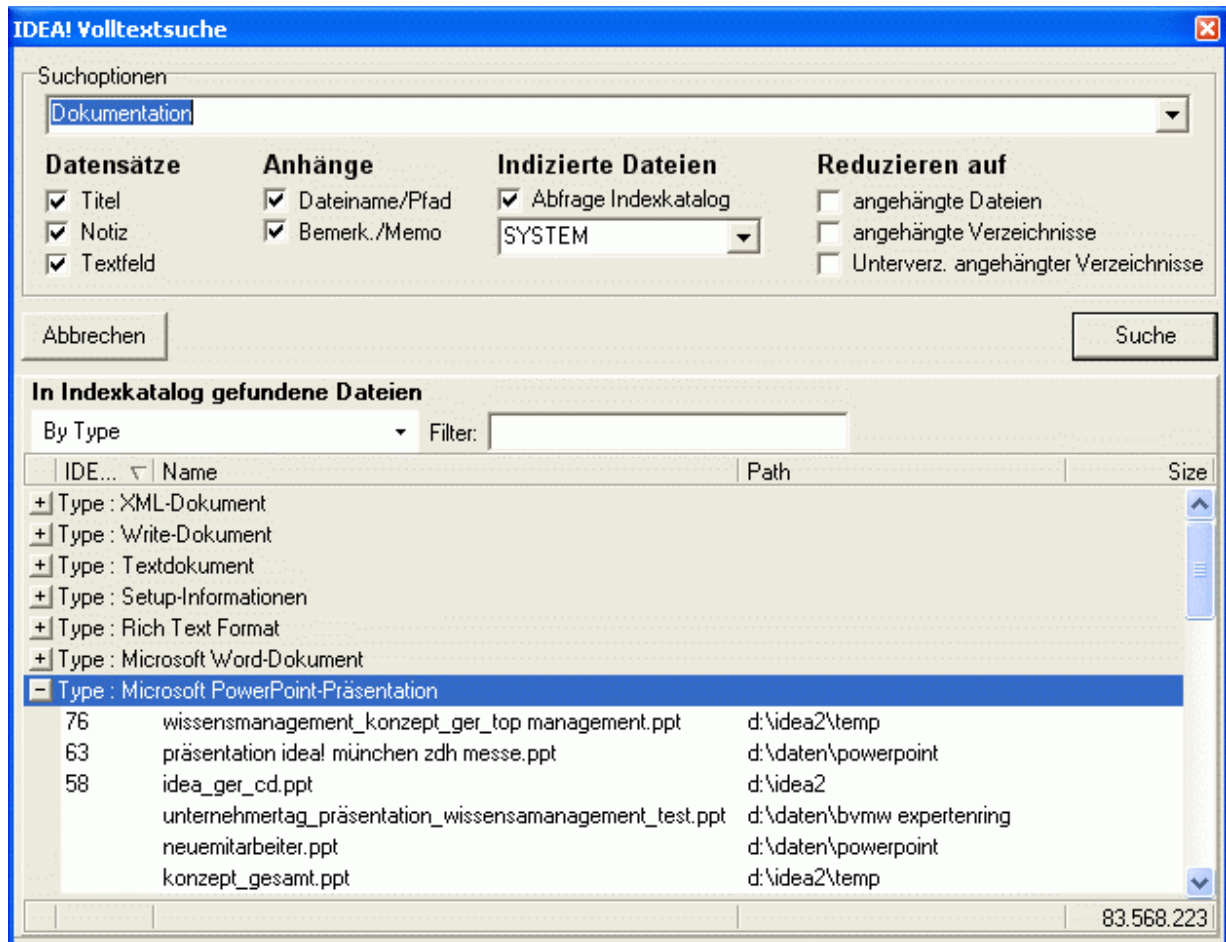 IDEA! Volltextsuche
Suchoptionen
Dokumentation
Datensätze Anhänge Indizierte Dateien Reduzieren auf
Titel Dateiname/Pfad Abfrage Indexkatalog angehängte Dateien
Notiz Bemerk./Memo SYSTEM angehängte Verzeichnisse
Textfeld Unterverz. angehängter Verzeichnisse
Abbrechen Suche
In Indexkatalog gefundene Dateien
By Type Filter:
IDE... Name Path Size
Type : XML-Dokument
Type : Write-Dokument
Type : Textdokument
Type : Setup-Informationen
Type : Rich Text Format
Type : Microsoft Word-Dokument
Type : Microsoft PowerPoint-Präsentation
76 wissensmanagement_konzept_ger_top management.ppt d:\idea2\temp
63 präsentation idea! münchen zdh messe.ppt d:\daten\powerpoint
58 idea_ger_cd.ppt d:\idea2
unternehmertag_präsentation_wissensamanagement_test.ppt d:\daten\bvmw expertenring
neuemitarbeiter.ppt d:\daten\powerpoint
konzept_gesamt.ppt d:\idea2\temp
83.568.223